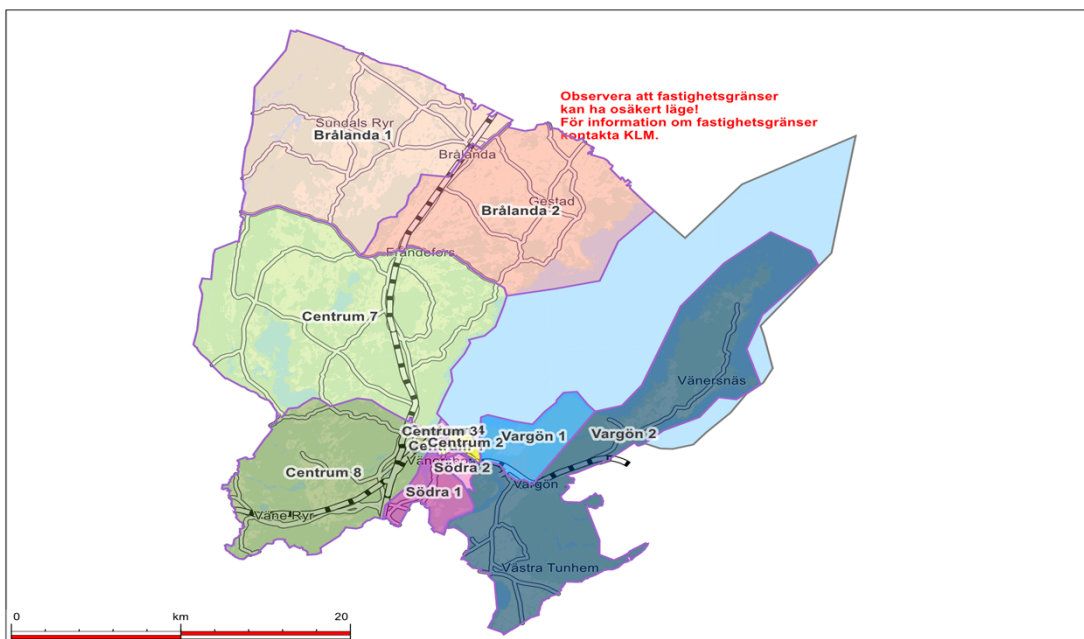 Observera att fastighetsgränser
kan ha osäkert läge!
För information om fastighetsgränser
kontakta KLM.
Sundals Ryr
Brålanda 1
Brålanda
Gestad
Brålanda 2
Frändefors
Centrum 7
Vänersnäs
Centrum 34
Centrum 2
Vargön 1
Vargön 2
Centrum 8
Södra 2
Vargön
Södra 1
Väne Ryr
Västra Tunhem
0 km 20